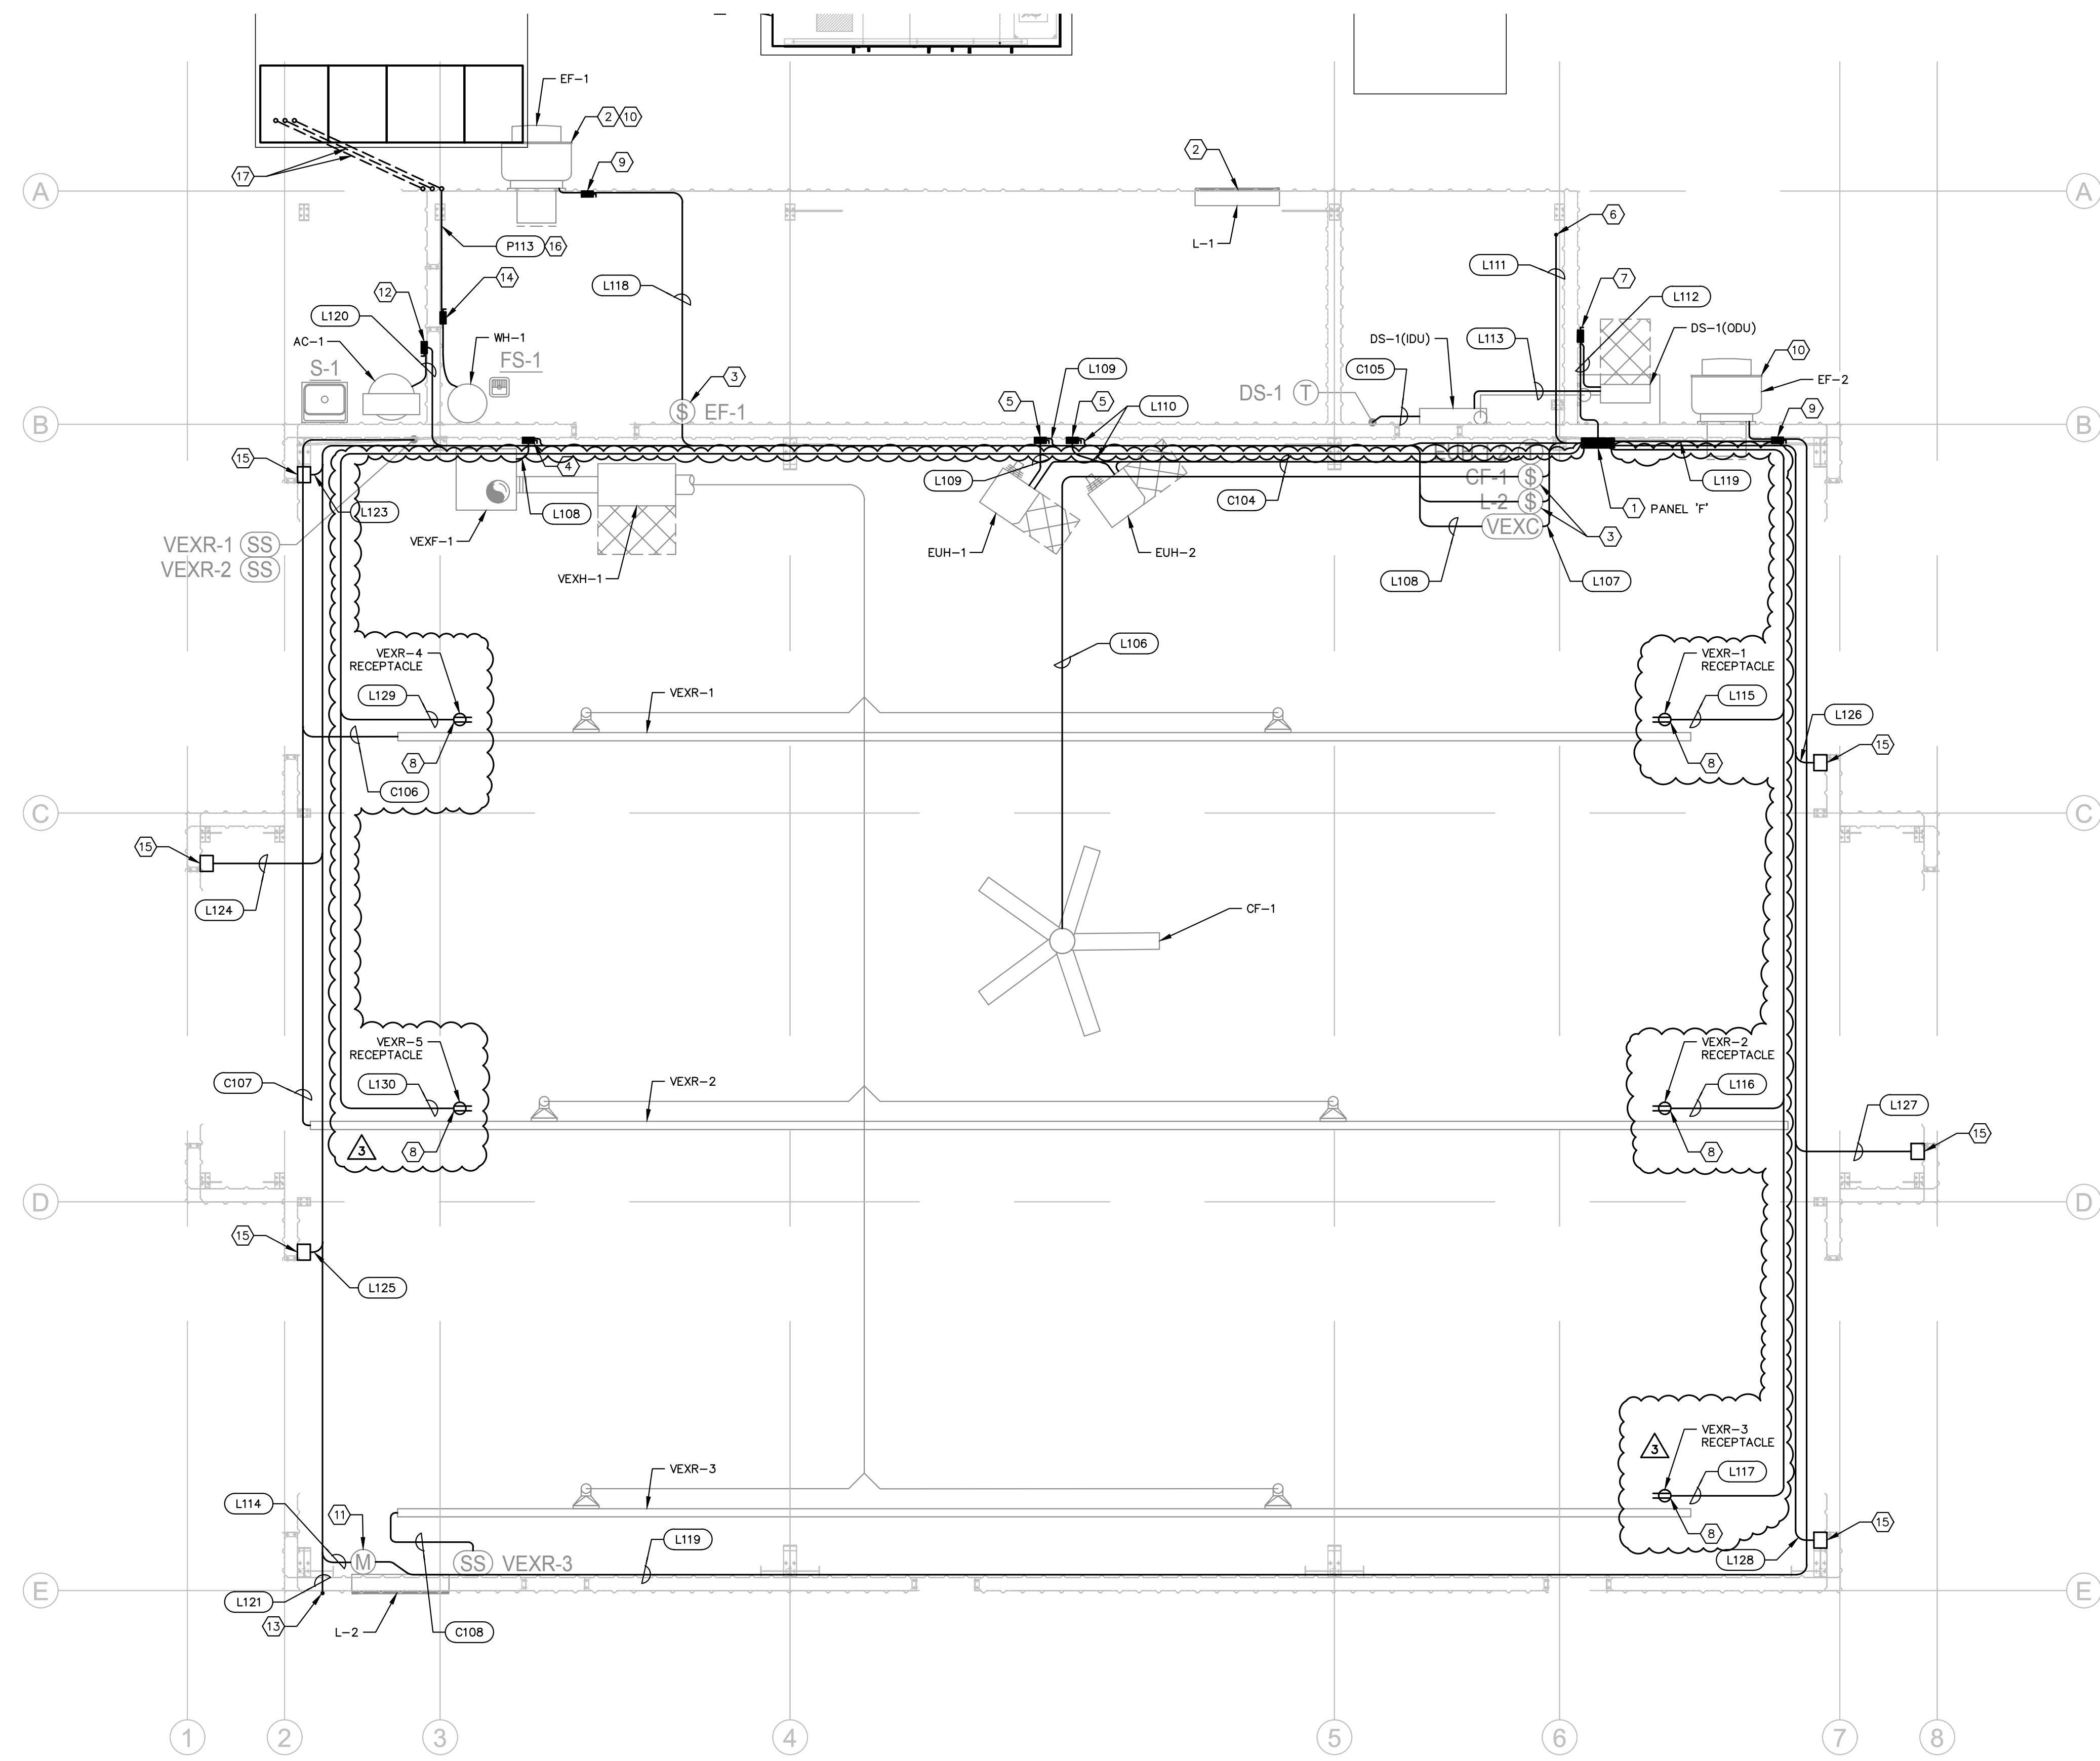 EF-1
2
10
9
17
2
A
A
6
P113
16
L-1
14
L111
7
12
L118
L112
L120
WH-1
DS-1(ODU)
AC-1
DS-1(IDU)
L113
10
FS-1
3
L109
C105
S-1
EF-2
DS-1
T
5
5
L110
S
EF-1
9
B
B
15
4
CF-1
$
L109
L119
C104
L-2
$
L123
L108
1
PANEL 'F'
VEXC
VEXR-1
SS
VEXF-1
3
EUH-1
EUH-2
VEXR-2
SS
VEXH-1
L108
L107
L106
VEXR-4
RECEPTACLE
VEXR-1
RECEPTACLE
L129
VEXR-1
L115
L126
15
8
8
C106
C
C
15
L124
CF-1
VEXR-5
RECEPTACLE
VEXR-2
RECEPTACLE
C107
L130
VEXR-2
L116
L127
15
3
8
8
D
D
15
L125
VEXR-3
RECEPTACLE
3
VEXR-3
L117
L114
11
15
8
L119
M
SS
VEXR-3
L128
E
E
L121
13
L-2
C108
1
2
3
4
5
6
7
8